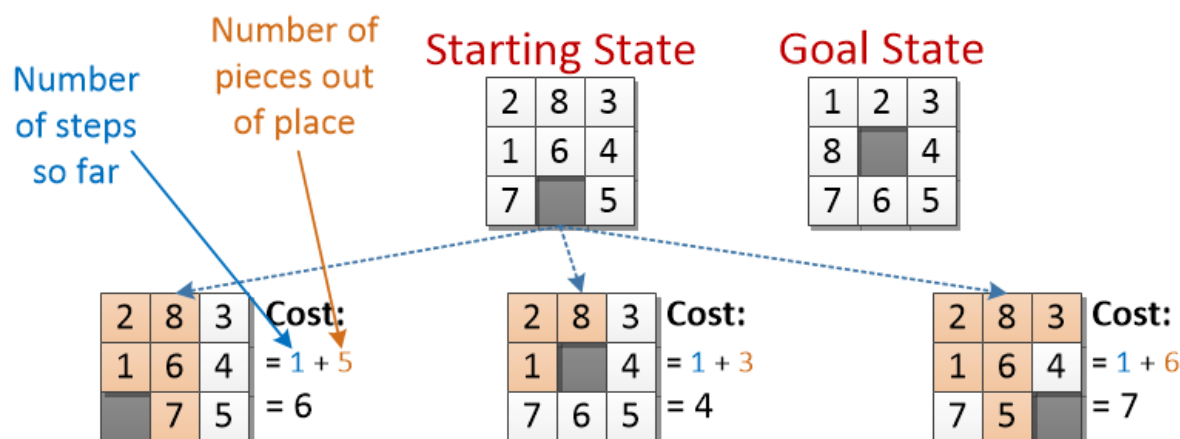 Number of steps so far
Number of pieces out of place
Starting State
2 8 3
1 6 4
7 5
Goal State
1 2 3
8 4
7 6 5
2 8 3
1 6 4
7 5
Cost:
= 1 + 5
= 6
2 8 3
1 4
7 6 5
Cost:
= 1 + 3
= 4
2 8 3
1 6 4
7 5
Cost:
= 1 + 6
= 7